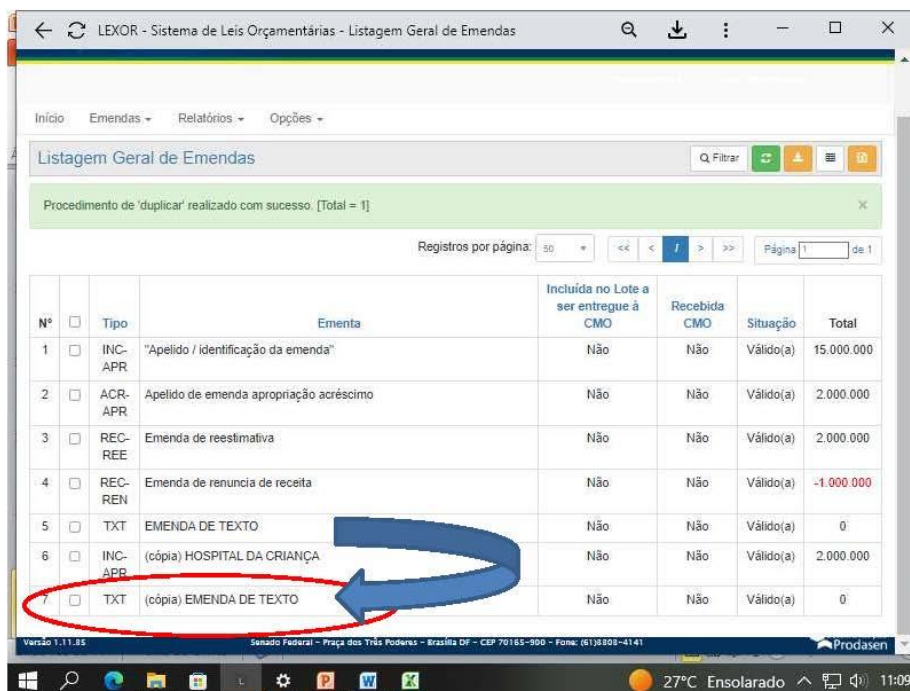 LEXOR - Sistema de Leis Orçamentárias - Listagem Geral de Emendas
Início Emendas Relatórios Opções
Listagem Geral de Emendas Filtrar
Procedimento de 'duplicar' realizado com sucesso. [Total = 1] ×
Registros por página: 50 << < 1 > >> Página 1 de 1
Nº Tipo Ementa Incluída no Lote a ser entregue à CMO Recebida CMO Situação Total
1 INC-APR "Apelido / identificação da emenda" Não Não Válido(a) 15.000.000
2 ACR-APR Apelido de emenda apropriação acréscimo Não Não Válido(a) 2.000.000
3 REC-REE Emenda de reestimativa Não Não Válido(a) 2.000.000
4 REC-REN Emenda de renuncia de receita Não Não Válido(a) -1.000.000
5 TXT EMENDA DE TEXTO Não Não Válido(a) 0
6 INC-APR (cópia) HOSPITAL DA CRIANÇA Não Não Válido(a) 2.000.000
7 TXT (cópia) EMENDA DE TEXTO Não Não Válido(a) 0
Versão 1.11.85 Senado Federal - Praça dos Três Poderes - Brasília DF - CEP 70165-900 - Fone: (61)8808-4141 Prodasen
27°C Ensolarado 11:09